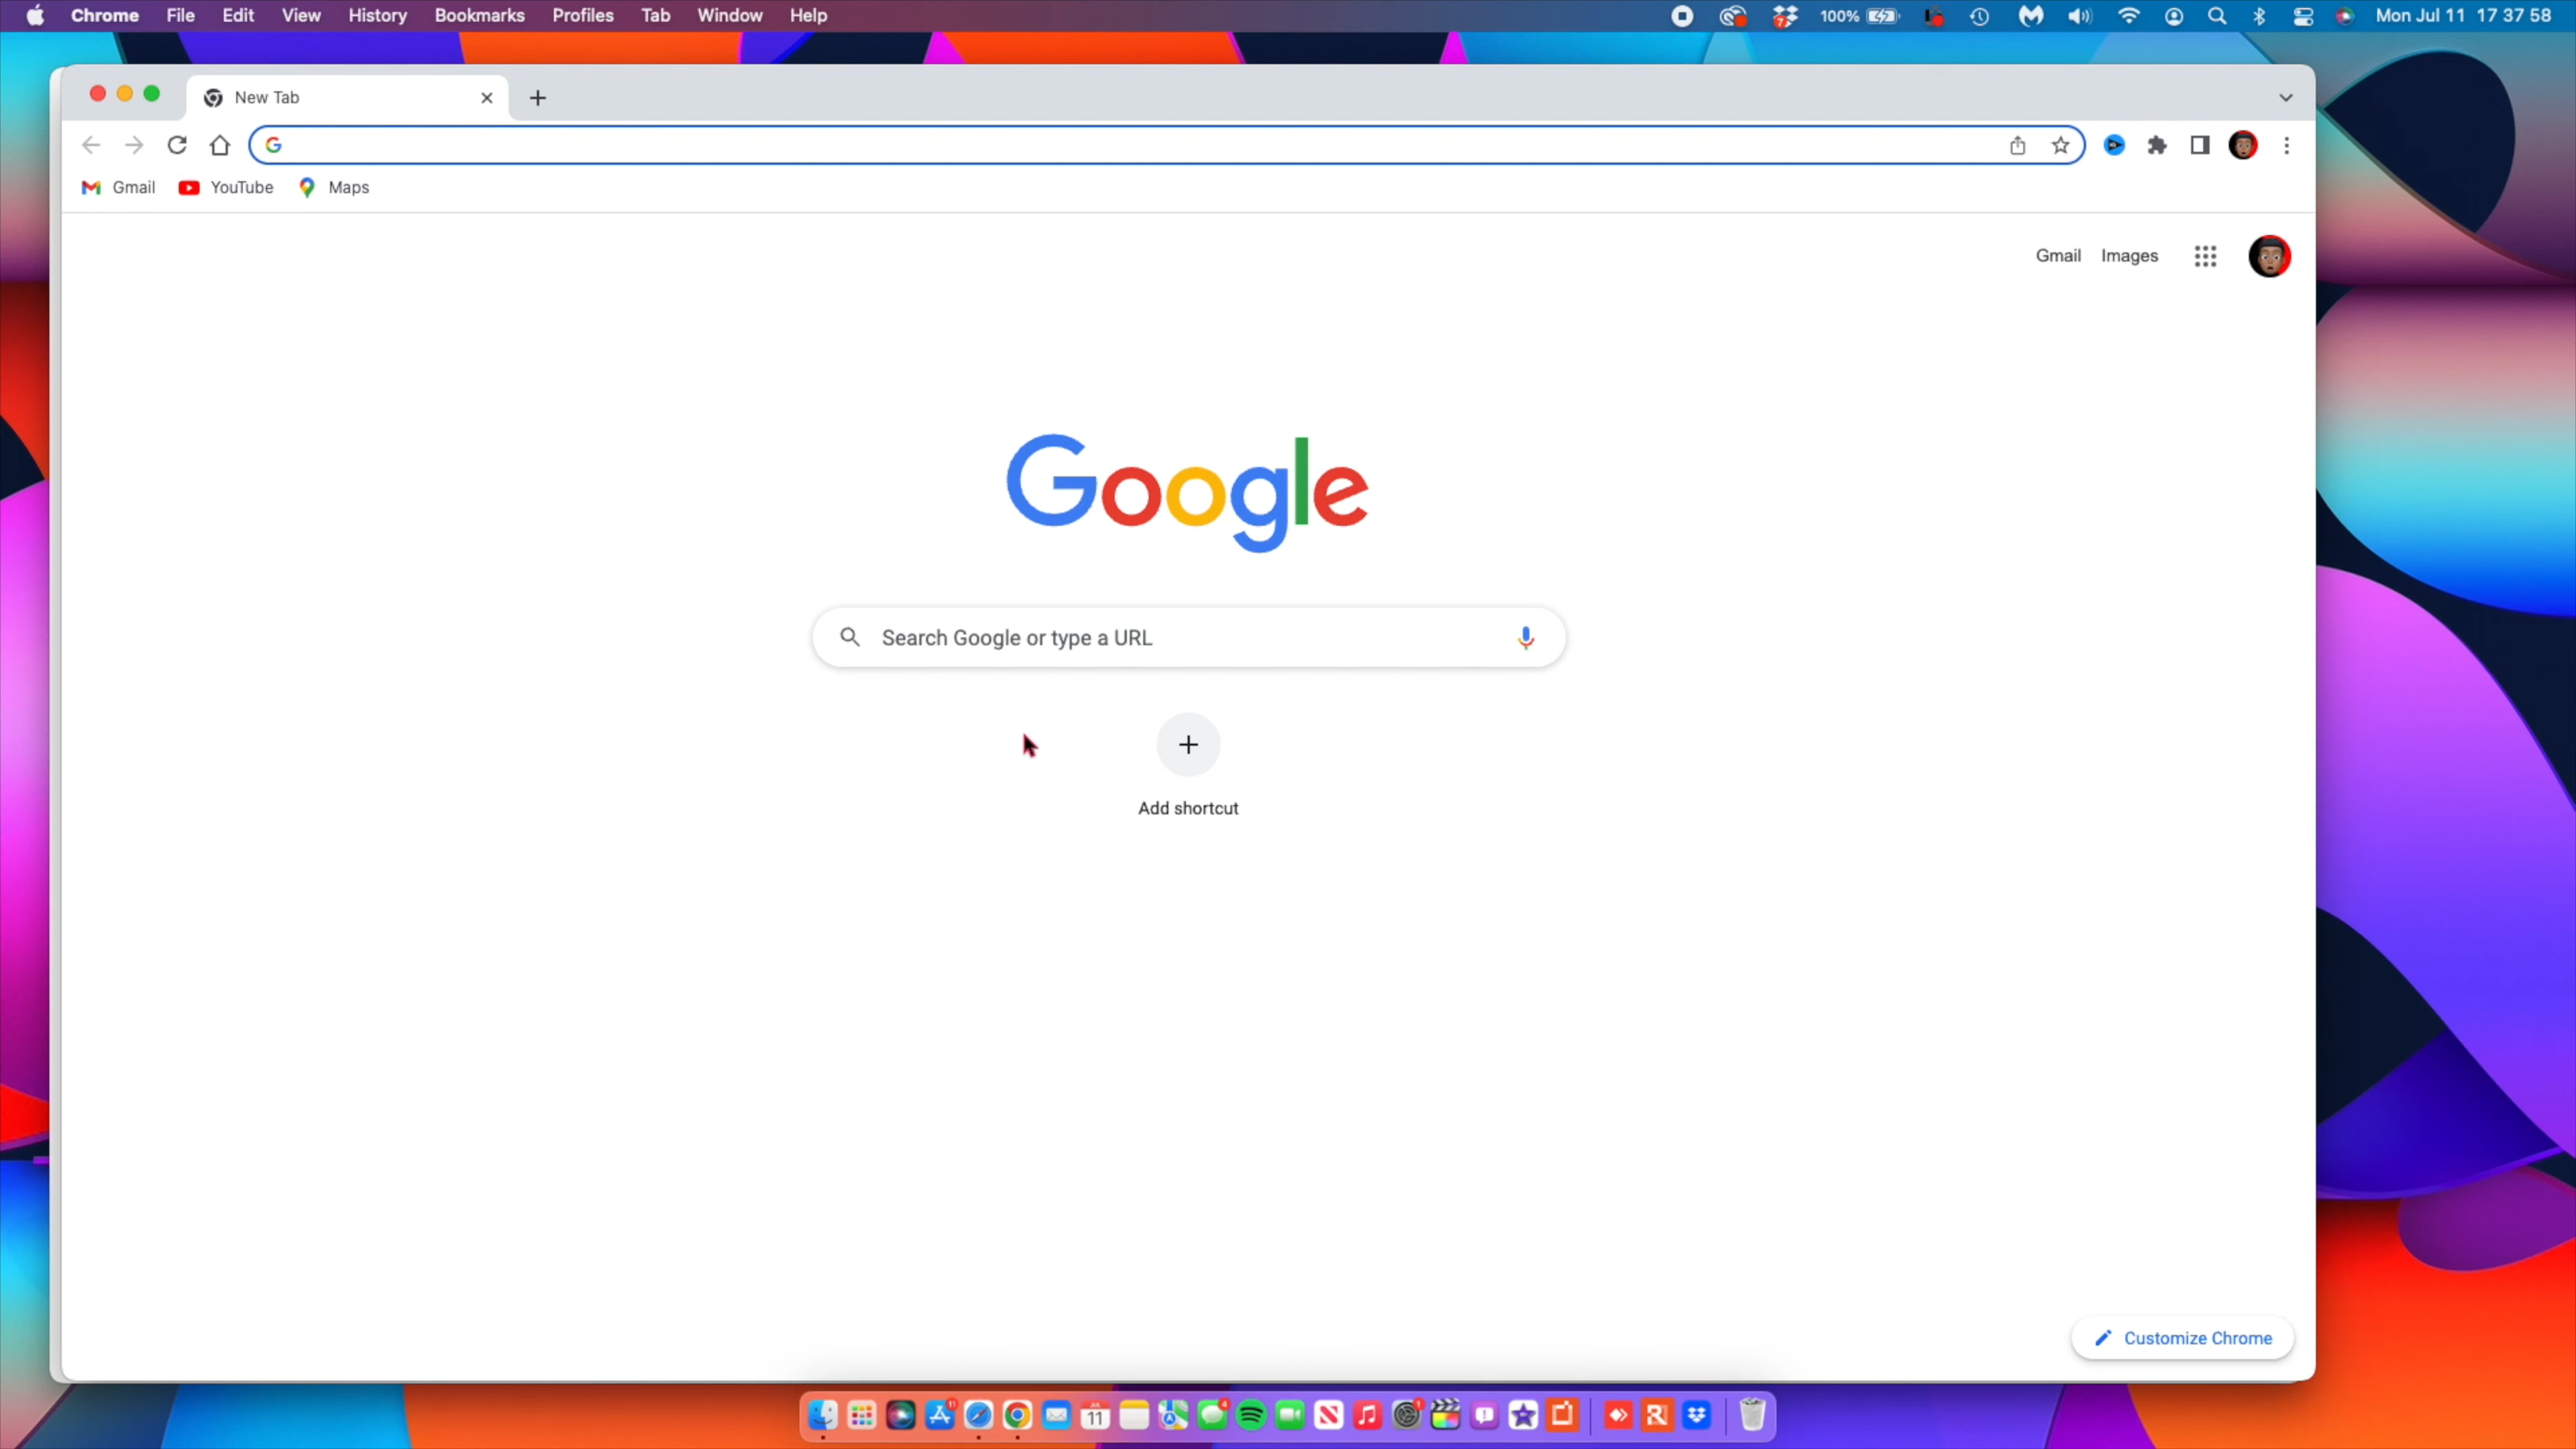 Chrome File Edit View History Bookmarks Profiles Tab Window Help 100% Mon Jul 11 17 37 58
New Tab
Gmail YouTube Maps
Gmail Images
Google
Search Google or type a URL
Add shortcut
Customize Chrome
11